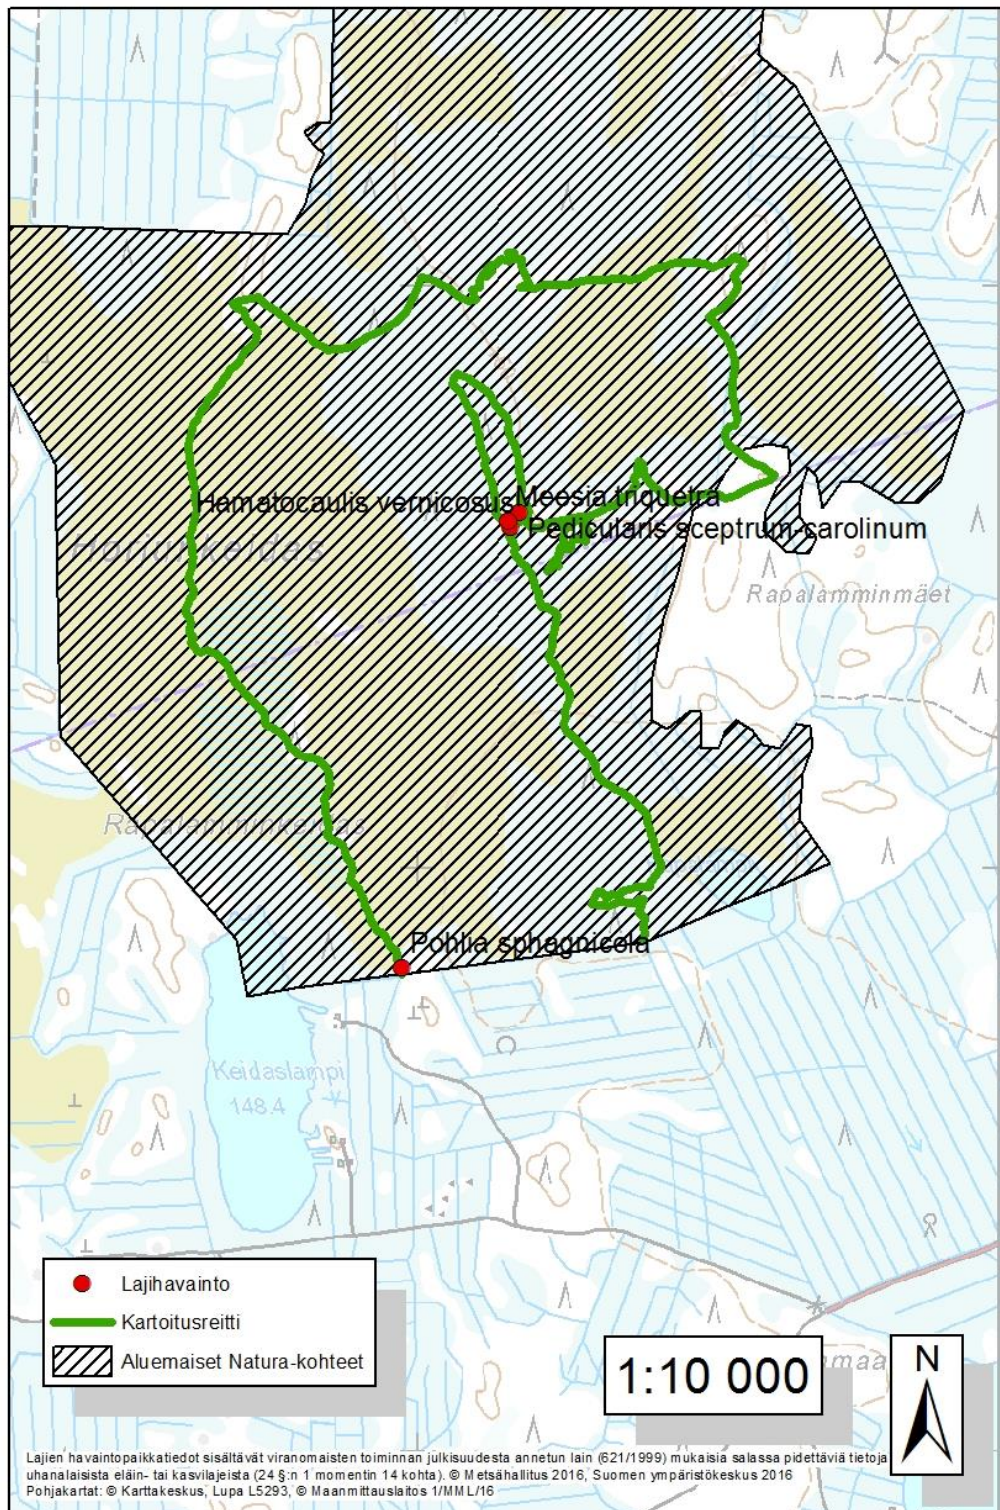 Hamatocaulis vernicosus
Meesia triquetra
Pedicularis sceptrum-carolinum
Rapalamminmäet
Rapalamminkeidas
Pohlia sphagnicola
Keidaslampi
148.4
Lajihavainto
Kartoitusreitti
Aluemaiset Natura-kohteet
1:10 000
N
Lajien havaintopaikkatiedot sisältävät viranomaisten toiminnan julkisuudesta annetun lain (621/1999) mukaisia salassa pidettäviä tietoja
uhanalaisista eläin- tai kasvilajeista (24 §:n 1 momentin 14 kohta). © Metsähallitus 2016, Suomen ympäristökeskus 2016
Pohjakartat: © Karttakeskus, Lupa L5293, © Maanmittauslaitos 1/MML/16